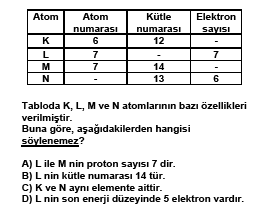 Atom Atom numarası Kütle numarası Elektron sayısı
K 6 12 -
L 7 - 7
M 7 14 -
N - 13 6
Tabloda K, L, M ve N atomlarının bazı özellikleri
verilmiştir.
Buna göre, aşağıdakilerden hangisi
söylenemez?
A) L ile M nin proton sayısı 7 dir.
B) L nin kütle numarası 14 tür.
C) K ve N aynı elemente aittir.
D) L nin son enerji düzeyinde 5 elektron vardır.